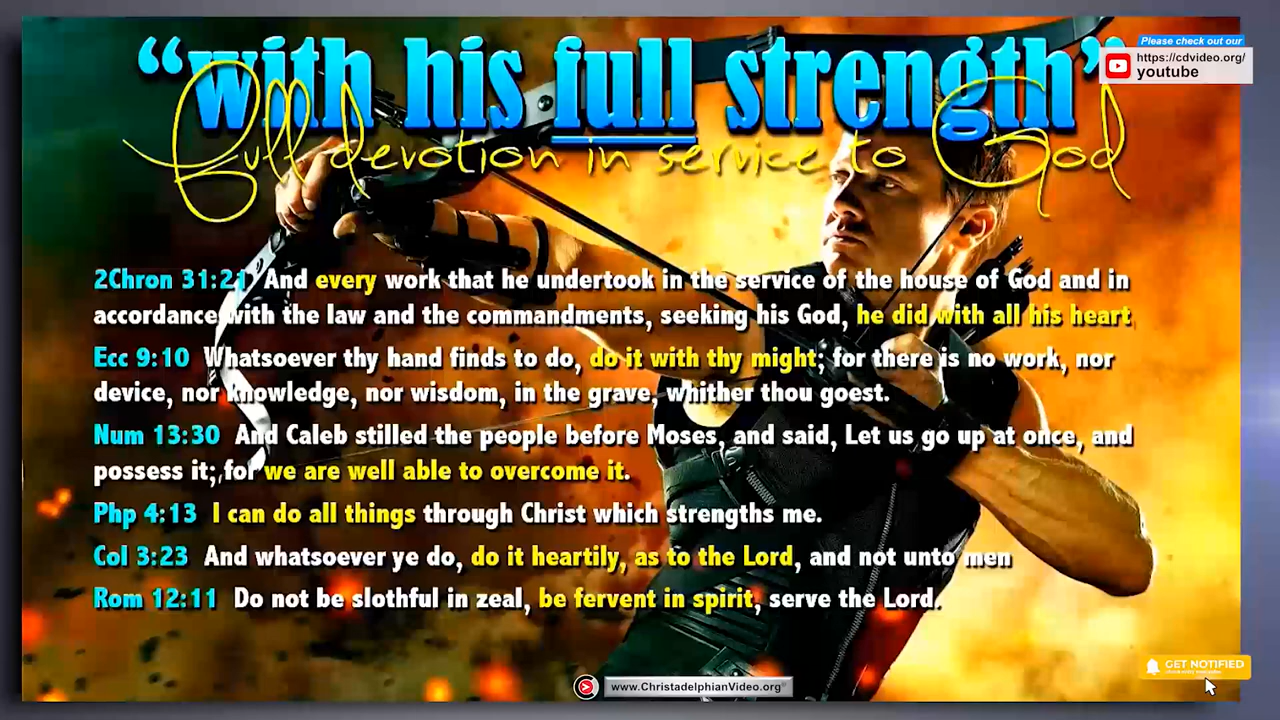 “with his full strength”
Please check out our
https://cdvideo.org/
youtube
full devotion in service to God
2Chron 31:21 And every work that he undertook in the service of the house of God and in
accordance with the law and the commandments, seeking his God, he did with all his heart
Ecc 9:10 Whatsoever thy hand finds to do, do it with thy might; for there is no work, nor
device, nor knowledge, nor wisdom, in the grave, whither thou goest.
Num 13:30 And Caleb stilled the people before Moses, and said, Let us go up at once, and
possess it; for we are well able to overcome it.
Php 4:13 I can do all things through Christ which strengths me.
Col 3:23 And whatsoever ye do, do it heartily, as to the Lord, and not unto men
Rom 12:11 Do not be slothful in zeal, be fervent in spirit, serve the Lord.
GET NOTIFIED
www.ChristadelphianVideo.org